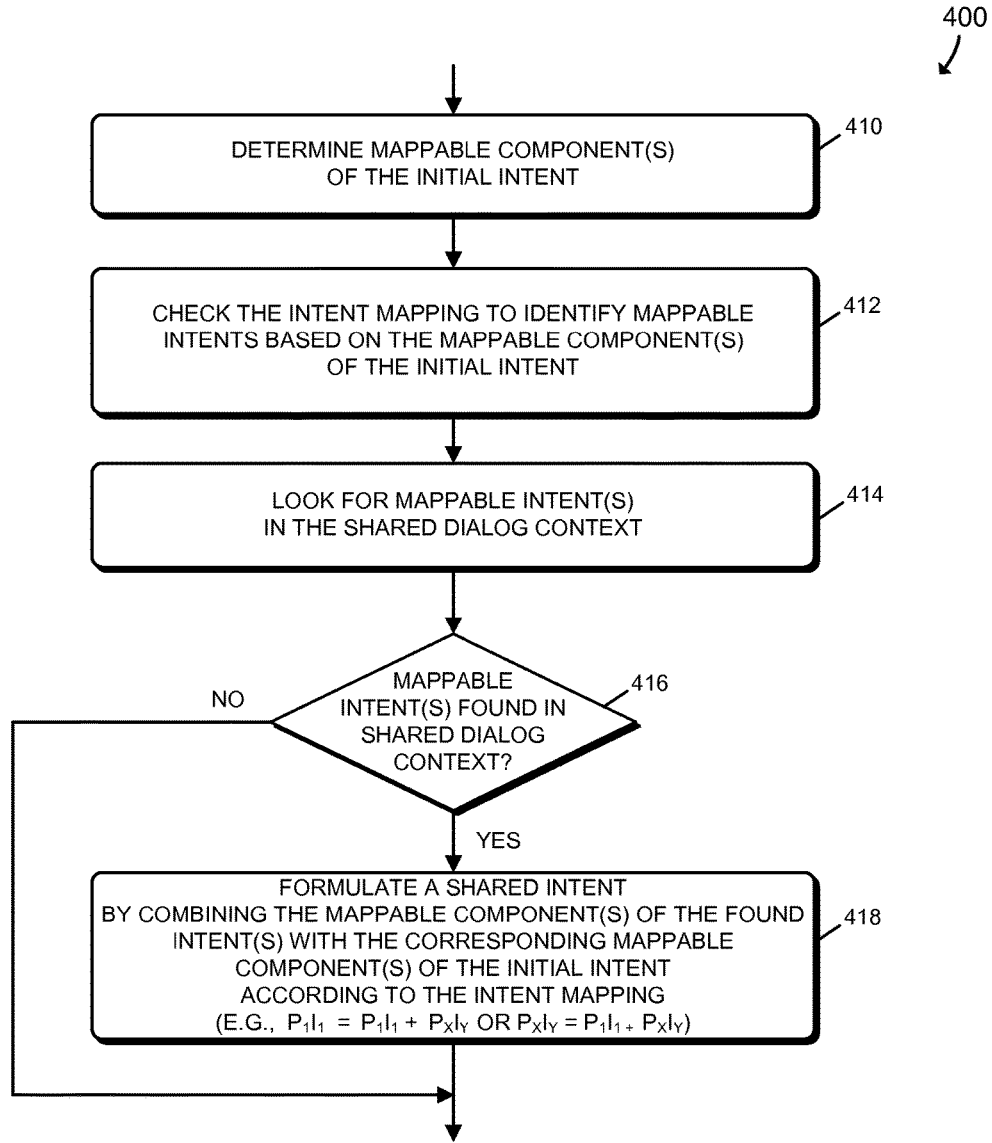 400
DETERMINE MAPPABLE COMPONENT(S)
OF THE INITIAL INTENT
410
CHECK THE INTENT MAPPING TO IDENTIFY MAPPABLE
INTENTS BASED ON THE MAPPABLE COMPONENT(S)
OF THE INITIAL INTENT
412
LOOK FOR MAPPABLE INTENT(S)
IN THE SHARED DIALOG CONTEXT
414
MAPPABLE
INTENT(S) FOUND IN
SHARED DIALOG
CONTEXT?
416
NO
YES
FORMULATE A SHARED INTENT
BY COMBINING THE MAPPABLE COMPONENT(S) OF THE FOUND
INTENT(S) WITH THE CORRESPONDING MAPPABLE
COMPONENT(S) OF THE INITIAL INTENT
ACCORDING TO THE INTENT MAPPING
(E.G., P₁I₁ = P₁I₁ + PₓIᵧ OR PₓIᵧ = P₁I₁ ₊ PₓIᵧ)
418